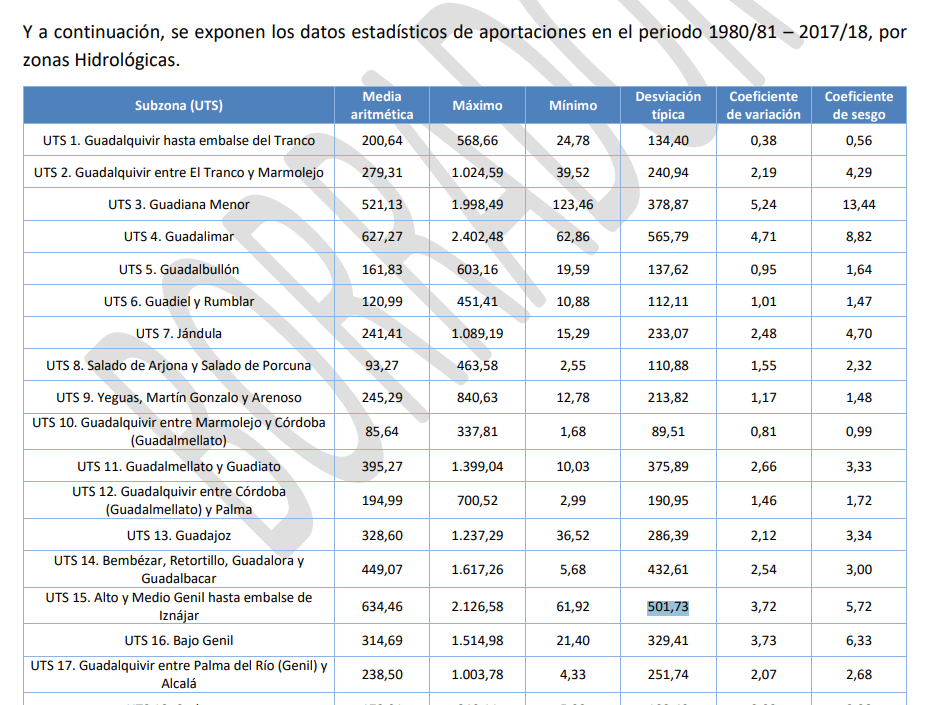 Y a continuación, se exponen los datos estadísticos de aportaciones en el periodo 1980/81 – 2017/18, por
zonas Hidrológicas.
Subzona (UTS) Media aritmética Máximo Mínimo Desviación típica Coeficiente de variación Coeficiente de sesgo
UTS 1. Guadalquivir hasta embalse del Tranco 200,64 568,66 24,78 134,40 0,38 0,56
UTS 2. Guadalquivir entre El Tranco y Marmolejo 279,31 1.024,59 39,52 240,94 2,19 4,29
UTS 3. Guadiana Menor 521,13 1.998,49 123,46 378,87 5,24 13,44
UTS 4. Guadalimar 627,27 2.402,48 62,86 565,79 4,71 8,82
UTS 5. Guadalbullón 161,83 603,16 19,59 137,62 0,95 1,64
UTS 6. Guadiel y Rumblar 120,99 451,41 10,88 112,11 1,01 1,47
UTS 7. Jándula 241,41 1.089,19 15,29 233,07 2,48 4,70
UTS 8. Salado de Arjona y Salado de Porcuna 93,27 463,58 2,55 110,88 1,55 2,32
UTS 9. Yeguas, Martín Gonzalo y Arenoso 245,29 840,63 12,78 213,82 1,17 1,48
UTS 10. Guadalquivir entre Marmolejo y Córdoba (Guadalmellato) 85,64 337,81 1,68 89,51 0,81 0,99
UTS 11. Guadalmellato y Guadiato 395,27 1.399,04 10,03 375,89 2,66 3,33
UTS 12. Guadalquivir entre Córdoba (Guadalmellato) y Palma 194,99 700,52 2,99 190,95 1,46 1,72
UTS 13. Guadajoz 328,60 1.237,29 36,52 286,39 2,12 3,34
UTS 14. Bembézar, Retortillo, Guadalora y Guadalbacar 449,07 1.617,26 5,68 432,61 2,54 3,00
UTS 15. Alto y Medio Genil hasta embalse de Iznájar 634,46 2.126,58 61,92 501,73 3,72 5,72
UTS 16. Bajo Genil 314,69 1.514,98 21,40 329,41 3,73 6,33
UTS 17. Guadalquivir entre Palma del Río (Genil) y Alcalá 238,50 1.003,78 4,33 251,74 2,07 2,68
BORRADOR